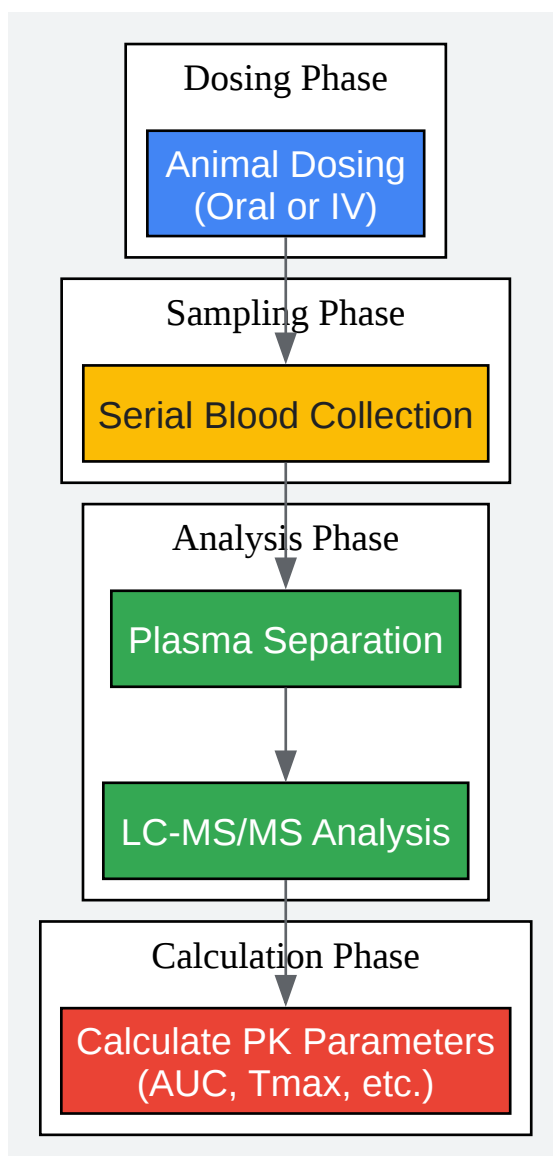 Dosing Phase
Animal Dosing
(Oral or IV)
Sampling Phase
Serial Blood Collection
Analysis Phase
Plasma Separation
LC-MS/MS Analysis
Calculation Phase
Calculate PK Parameters
(AUC, Tmax, etc.)